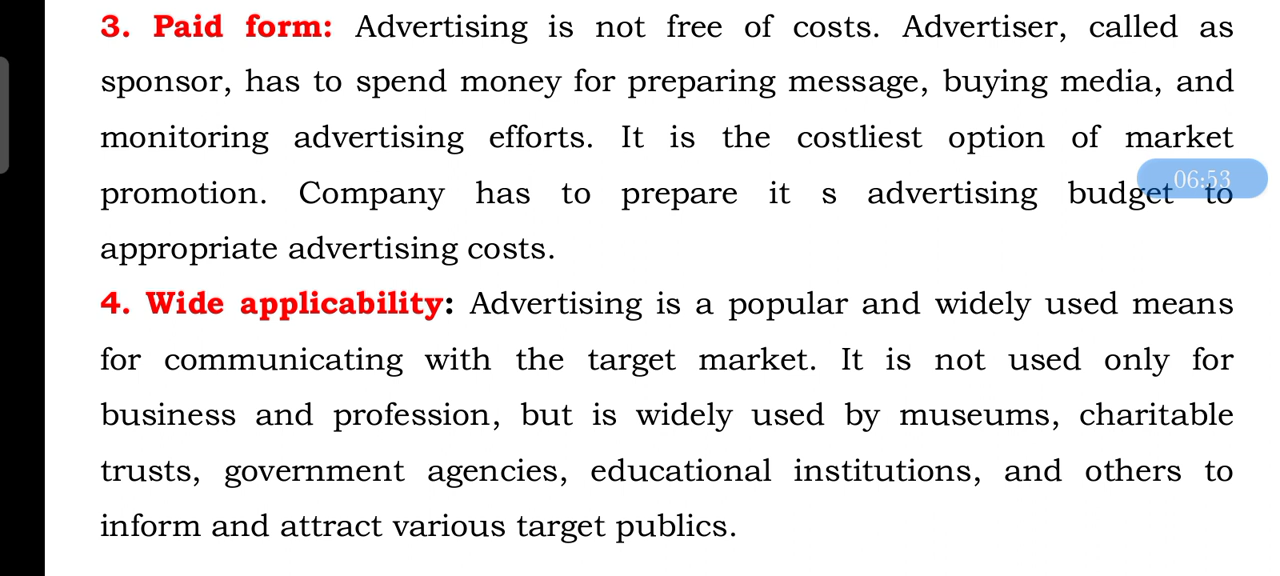 3. Paid form: Advertising is not free of costs. Advertiser, called as
sponsor, has to spend money for preparing message, buying media, and
monitoring advertising efforts. It is the costliest option of market
promotion. Company has to prepare it s advertising budget to
06:53
appropriate advertising costs.
4. Wide applicability: Advertising is a popular and widely used means
for communicating with the target market. It is not used only for
business and profession, but is widely used by museums, charitable
trusts, government agencies, educational institutions, and others to
inform and attract various target publics.